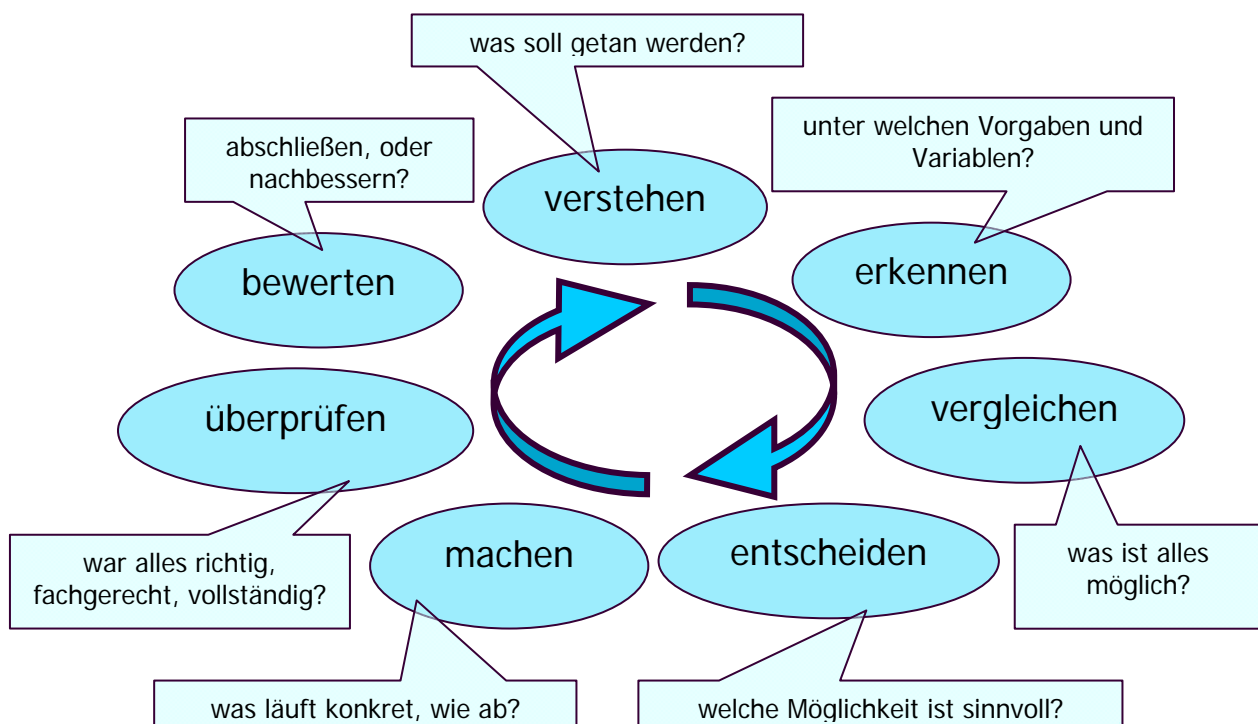 was soll getan werden?
verstehen
unter welchen Vorgaben und
Variablen?
erkennen
vergleichen
was ist alles
möglich?
entscheiden
welche Möglichkeit ist sinnvoll?
machen
was läuft konkret, wie ab?
überprüfen
war alles richtig,
fachgerecht, vollständig?
bewerten
abschließen, oder
nachbessern?